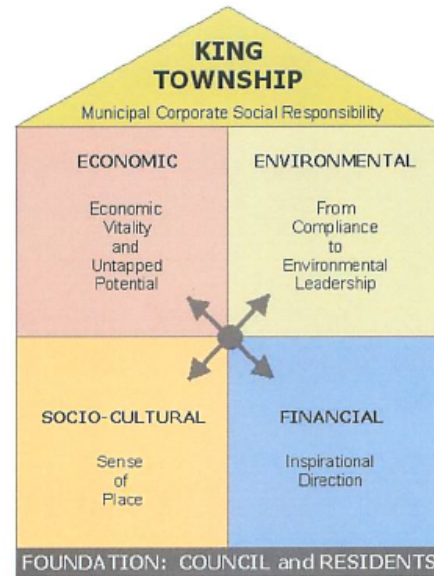 KING
TOWNSHIP
Municipal Corporate Social Responsibility
ECONOMIC
Economic
Vitality
and
Untapped
Potential
ENVIRONMENTAL
From
Compliance
to
Environmental
Leadership
SOCIO-CULTURAL
Sense
of
Place
FINANCIAL
Inspirational
Direction
FOUNDATION: COUNCIL and RESIDENTS